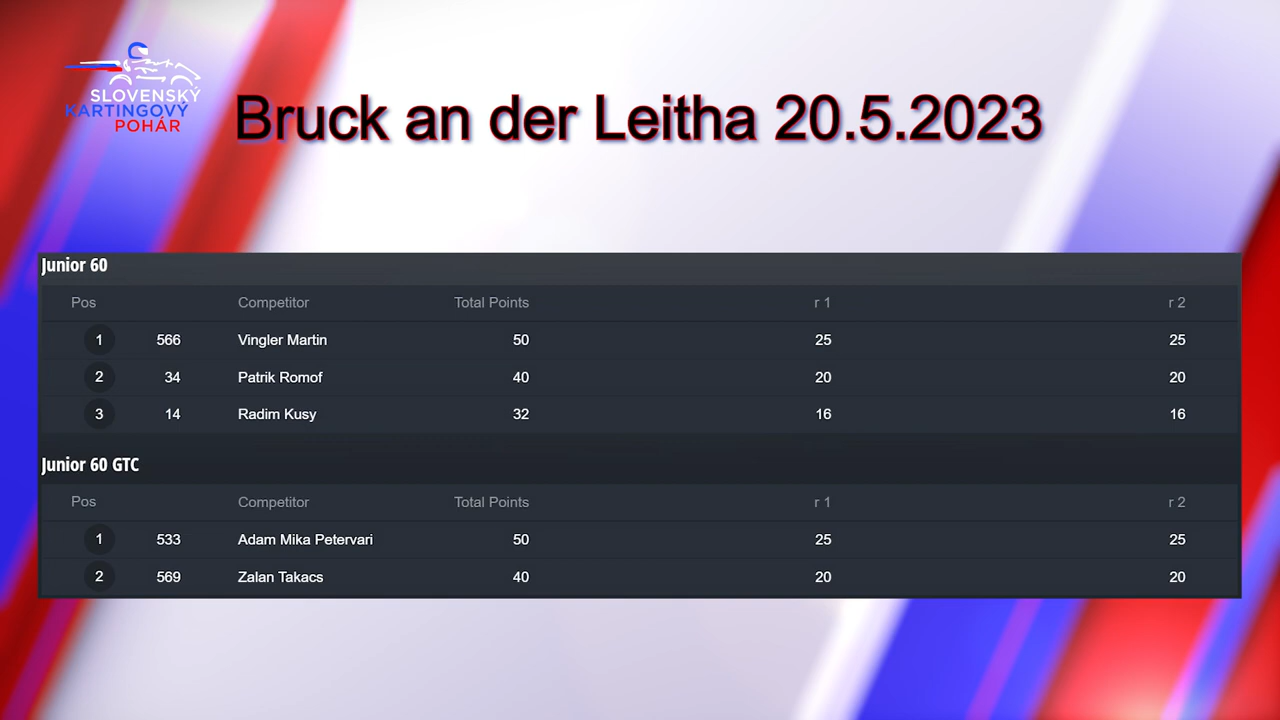 SLOVENSKÝ
KARTINGOVÝ
POHÁR
Bruck an der Leitha 20.5.2023
Junior 60
Pos Competitor Total Points r 1 r 2
1 566 Vingler Martin 50 25 25
2 34 Patrik Romof 40 20 20
3 14 Radim Kusy 32 16 16
Junior 60 GTC
Pos Competitor Total Points r 1 r 2
1 533 Adam Mika Petervari 50 25 25
2 569 Zalan Takacs 40 20 20